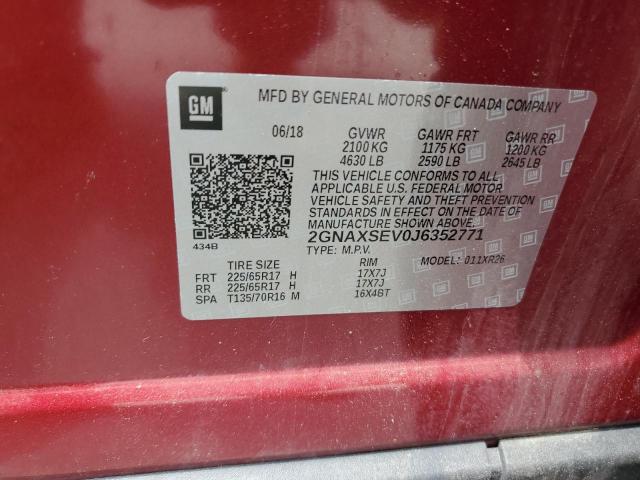 GM
MFD BY GENERAL MOTORS OF CANADA COMPANY
06/18 GVWR GAWR FRT GAWR RR
2100 KG 1175 KG 1200 KG
4630 LB 2590 LB 2645 LB
THIS VEHICLE CONFORMS TO ALL
APPLICABLE U.S. FEDERAL MOTOR
VEHICLE SAFETY AND THEFT PREVENTION
STANDARDS IN EFFECT ON THE DATE OF
MANUFACTURE SHOWN ABOVE.
2GNAXSEV0J6352771
434B
TYPE: M.P.V. MODEL: 011XR26
TIRE SIZE RIM
FRT 225/65R17 H 17X7J
RR 225/65R17 H 17X7J
SPA T135/70R16 M 16X4BT